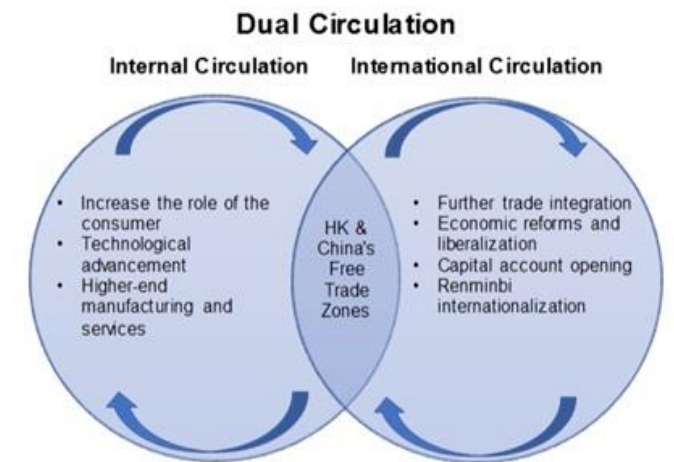 Dual Circulation
Internal Circulation
International Circulation
• Increase the role of the
consumer
• Technological
advancement
• Higher-end
manufacturing and
services
HK &
China's
Free
Trade
Zones
• Further trade integration
• Economic reforms and
liberalization
• Capital account opening
• Renminbi
internationalization